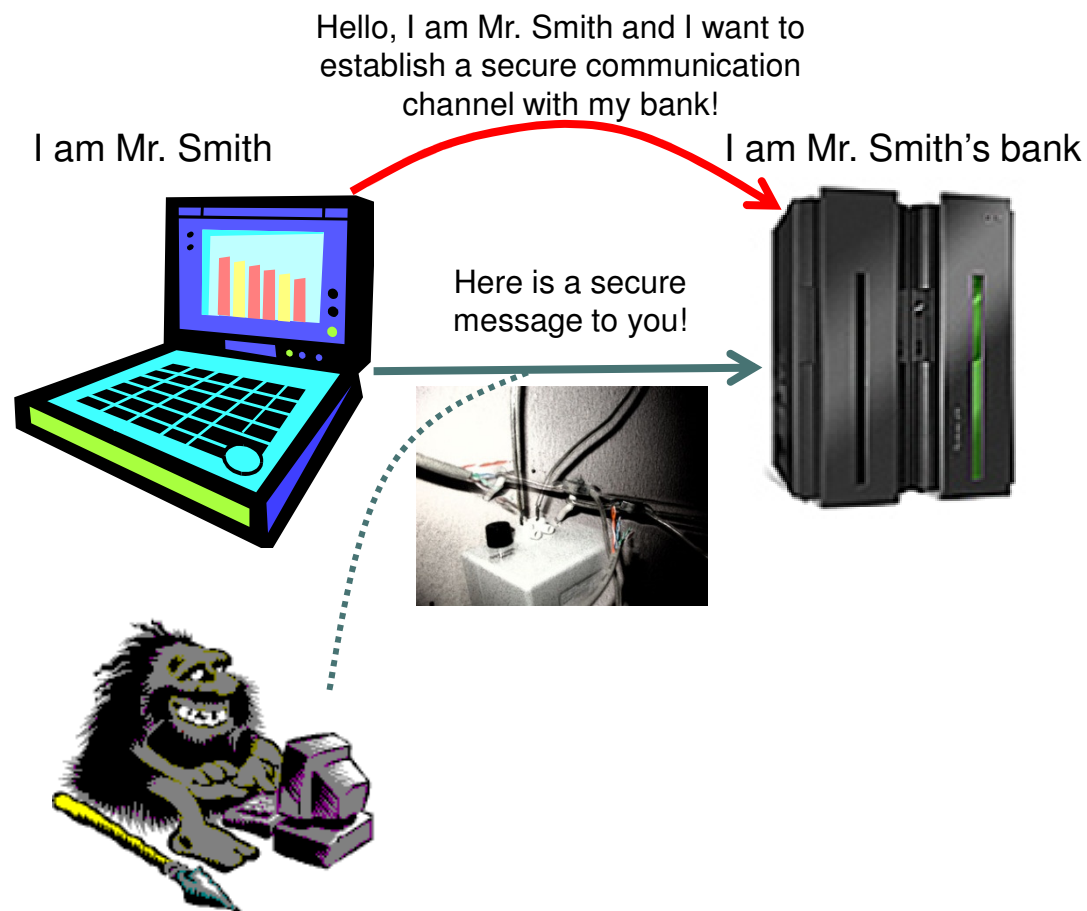 Hello, I am Mr. Smith and I want to
establish a secure communication
channel with my bank!
I am Mr. Smith
I am Mr. Smith’s bank
Here is a secure
message to you!